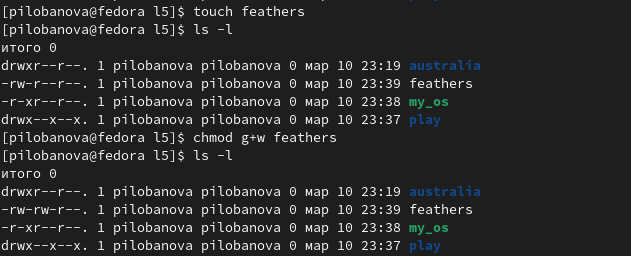 [pilobanova@fedora l5]$ touch feathers
[pilobanova@fedora l5]$ ls -l
итого 0
drwxr--r--. 1 pilobanova pilobanova 0 мар 10 23:19 australia
-rw-r--r--. 1 pilobanova pilobanova 0 мар 10 23:39 feathers
-r-xr--r--. 1 pilobanova pilobanova 0 мар 10 23:38 my_os
drwx--x--x. 1 pilobanova pilobanova 0 мар 10 23:37 play
[pilobanova@fedora l5]$ chmod g+w feathers
[pilobanova@fedora l5]$ ls -l
итого 0
drwxr--r--. 1 pilobanova pilobanova 0 мар 10 23:19 australia
-rw-rw-r--. 1 pilobanova pilobanova 0 мар 10 23:39 feathers
-r-xr--r--. 1 pilobanova pilobanova 0 мар 10 23:38 my_os
drwx--x--x. 1 pilobanova pilobanova 0 мар 10 23:37 play